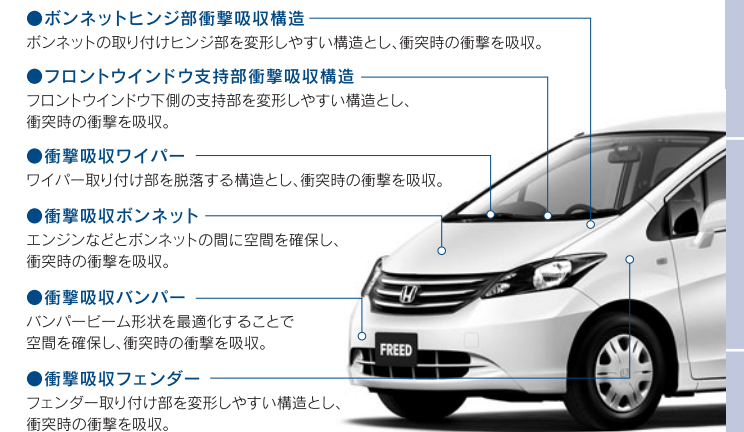 ●ボンネットヒンジ部衝撃吸収構造
ボンネットの取り付けヒンジ部を変形しやすい構造とし、衝突時の衝撃を吸収。
●フロントウインドウ支持部衝撃吸収構造
フロントウインドウ下側の支持部を変形しやすい構造とし、
衝突時の衝撃を吸収。
●衝撃吸収ワイパー
ワイパー取り付け部を脱落する構造とし、衝突時の衝撃を吸収。
●衝撃吸収ボンネット
エンジンなどとボンネットの間に空間を確保し、
衝突時の衝撃を吸収。
●衝撃吸収バンパー
バンパービーム形状を最適化することで
空間を確保し、衝突時の衝撃を吸収。
FREED
●衝撃吸収フェンダー
フェンダー取り付け部を変形しやすい構造とし、
衝突時の衝撃を吸収。